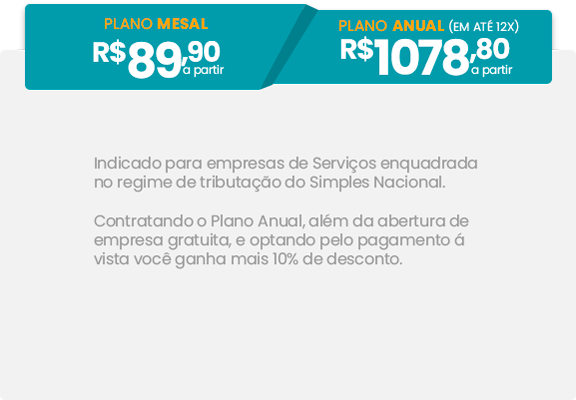 PLANO MESAL
R$89,90
a partir
PLANO ANUAL (EM ATÉ 12X)
R$1078,80
a partir
Indicado para empresas de Serviços enquadrada
no regime de tributação do Simples Nacional.
Contratando o Plano Anual, além da abertura de
empresa gratuita, e optando pelo pagamento á
vista você ganha mais 10% de desconto.